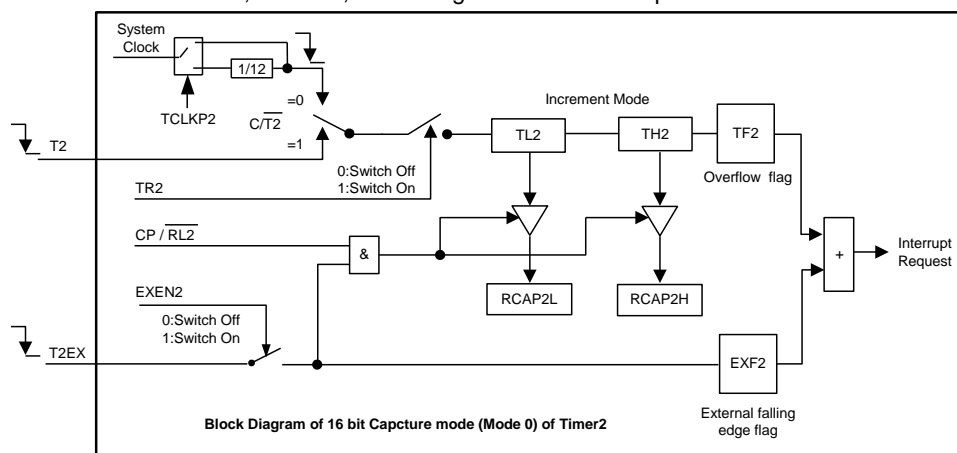 System
Clock
1/12
TCLKP2
=0
C/T2
=1
T2
TR2
0:Switch Off
1:Switch On
Increment Mode
TL2
TH2
TF2
Overflow flag
CP / RL2
&
RCAP2L
RCAP2H
+
Interrupt
Request
EXEN2
0:Switch Off
1:Switch On
T2EX
EXF2
External falling
edge flag
Block Diagram of 16 bit Capcture mode (Mode 0) of Timer2